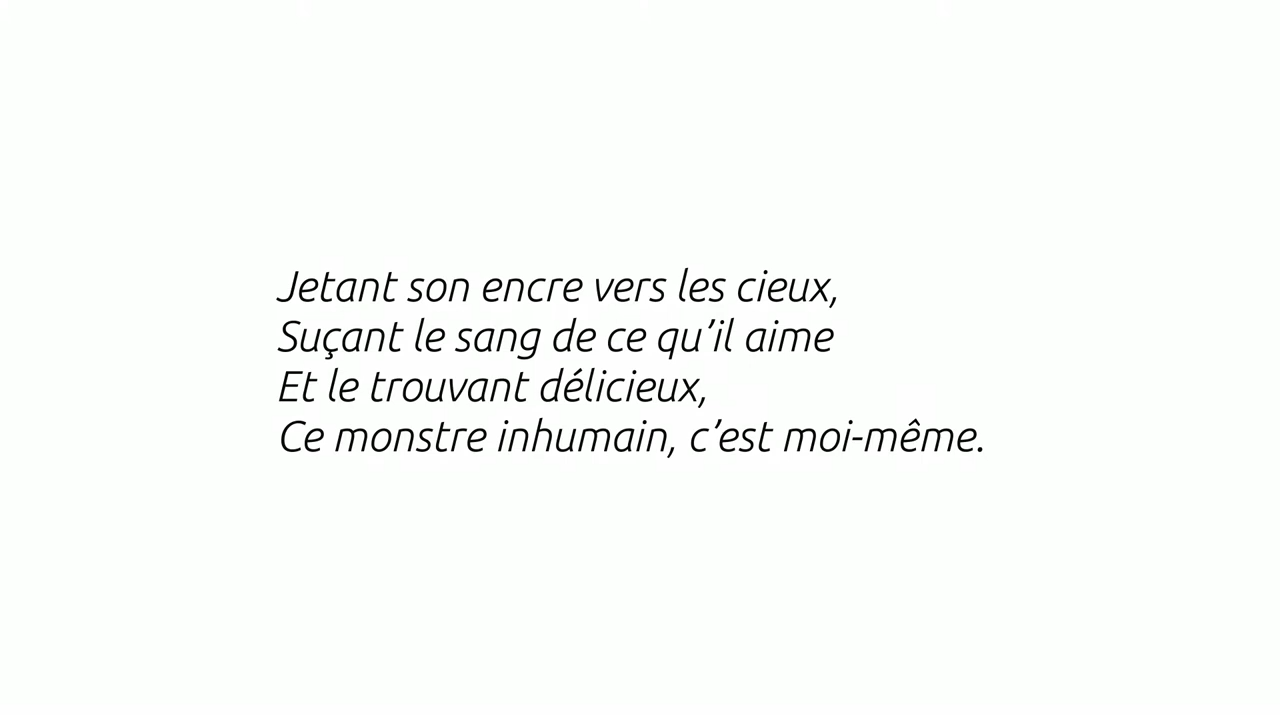 Jetant son encre vers les cieux,
Suçant le sang de ce qu’il aime
Et le trouvant délicieux,
Ce monstre inhumain, c’est moi-même.